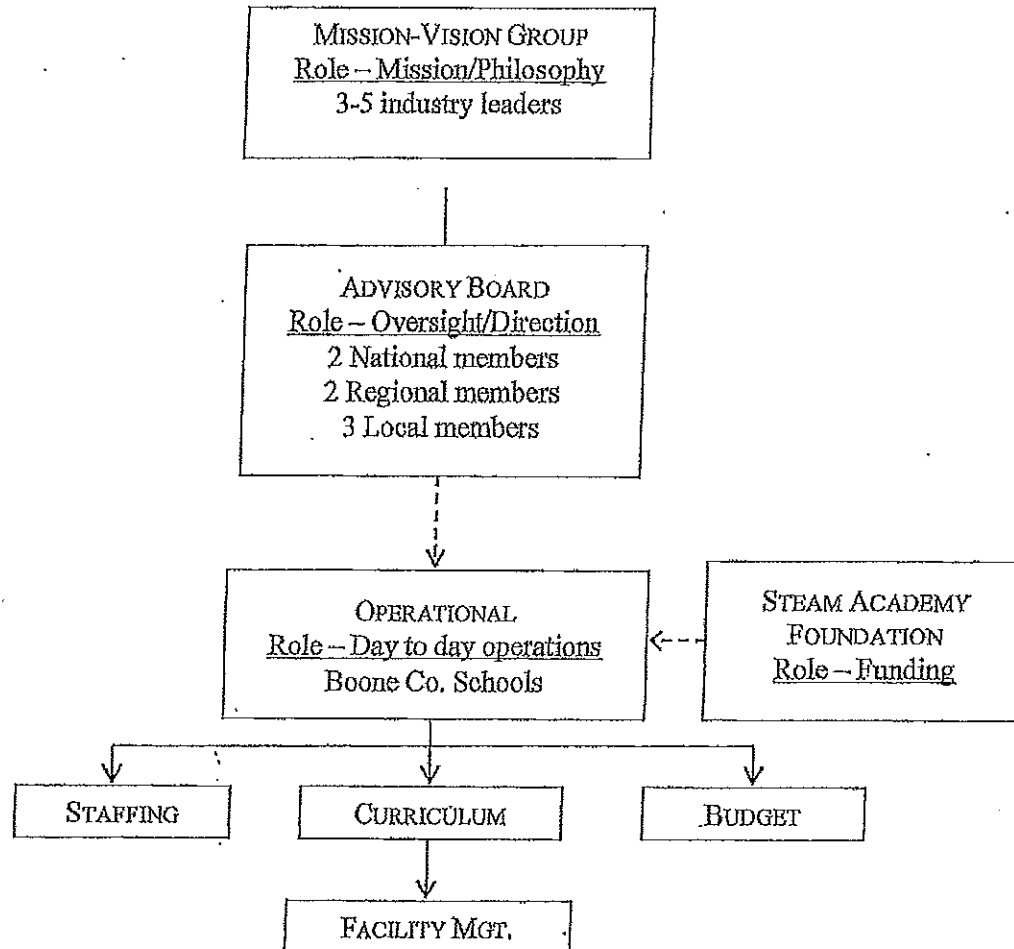 MISSION-VISION GROUP
Role – Mission/Philosophy
3-5 industry leaders
ADVISORY BOARD
Role – Oversight/Direction
2 National members
2 Regional members
3 Local members
OPERATIONAL
Role – Day to day operations
Boone Co. Schools
STEAM ACADEMY
FOUNDATION
Role – Funding
STAFFING
CURRICULUM
BUDGET
FACILITY MGT.